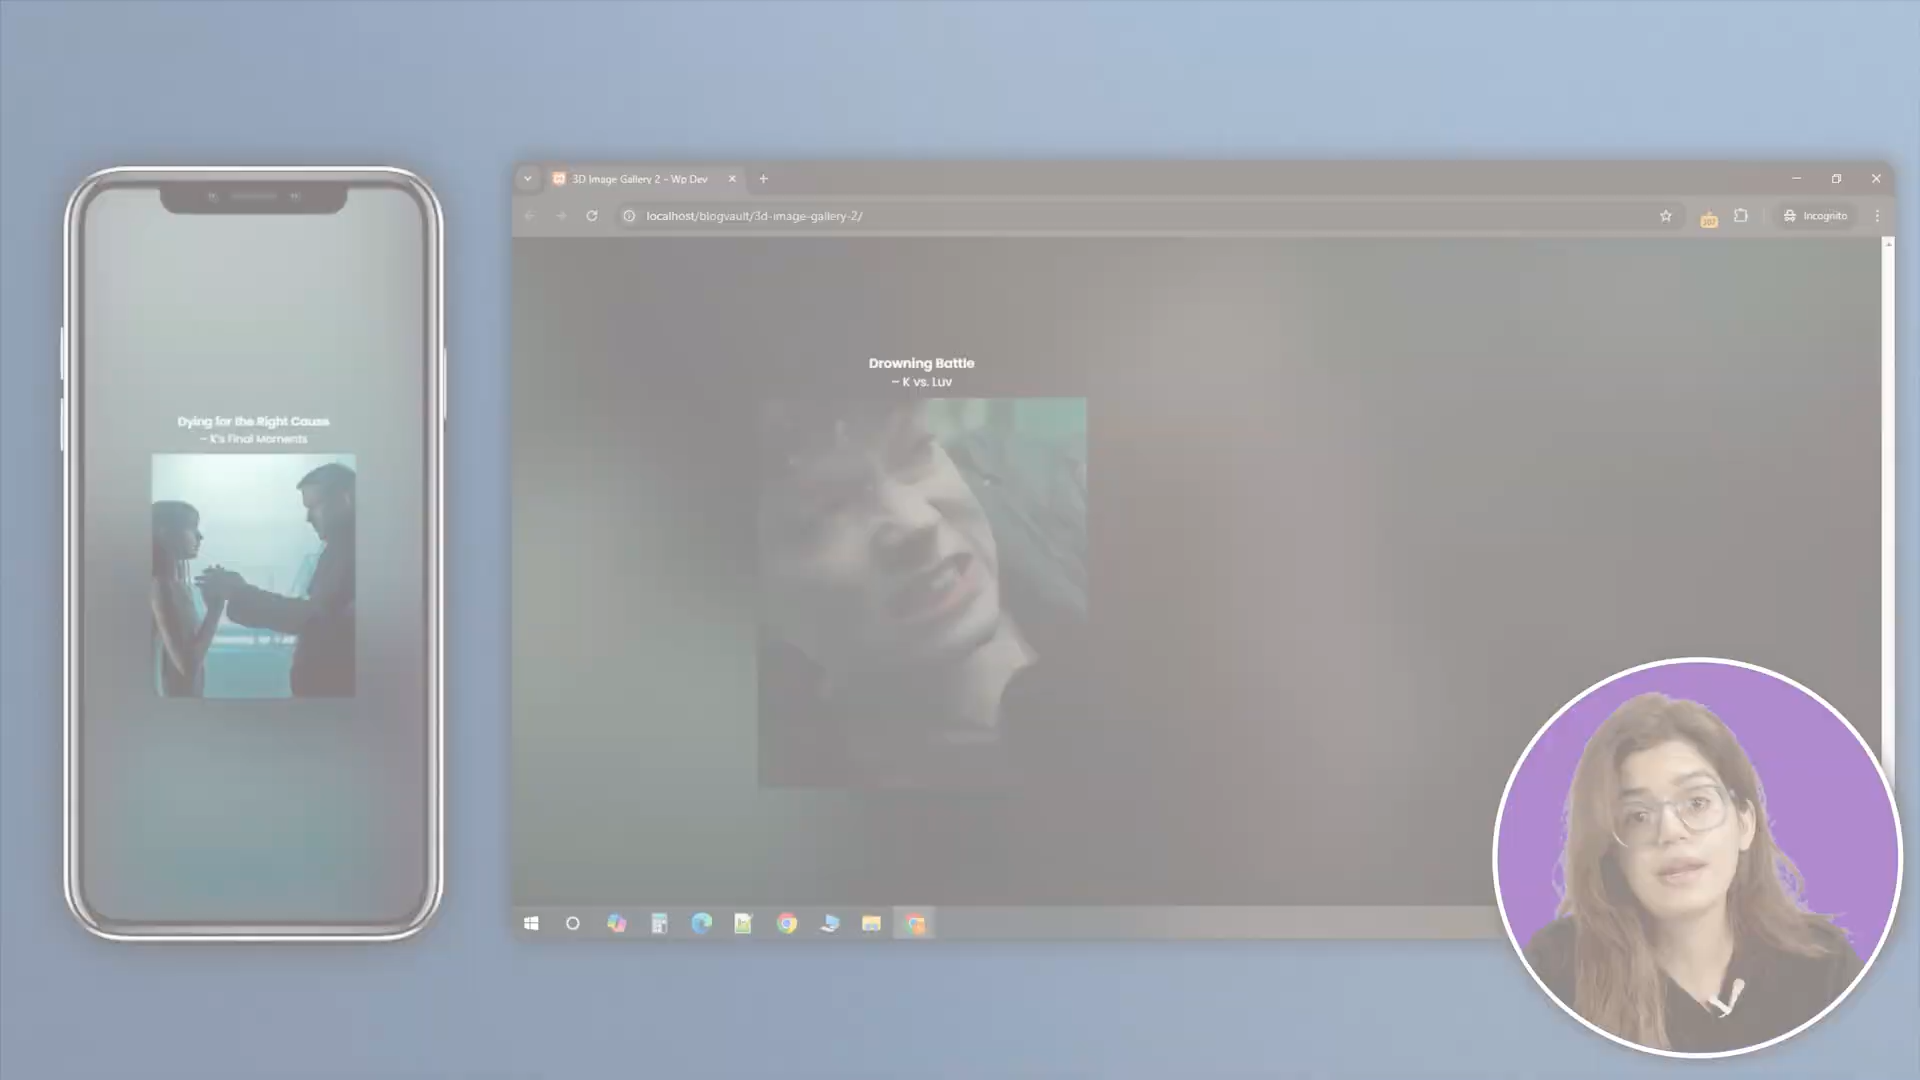 Dying for the Right Cause
– K's Final Moments
3D Image Gallery 2 – Wp Dev
localhost/blogvault/3d-image-gallery-2/
Incognito
Drowning Battle
– K vs. Luv